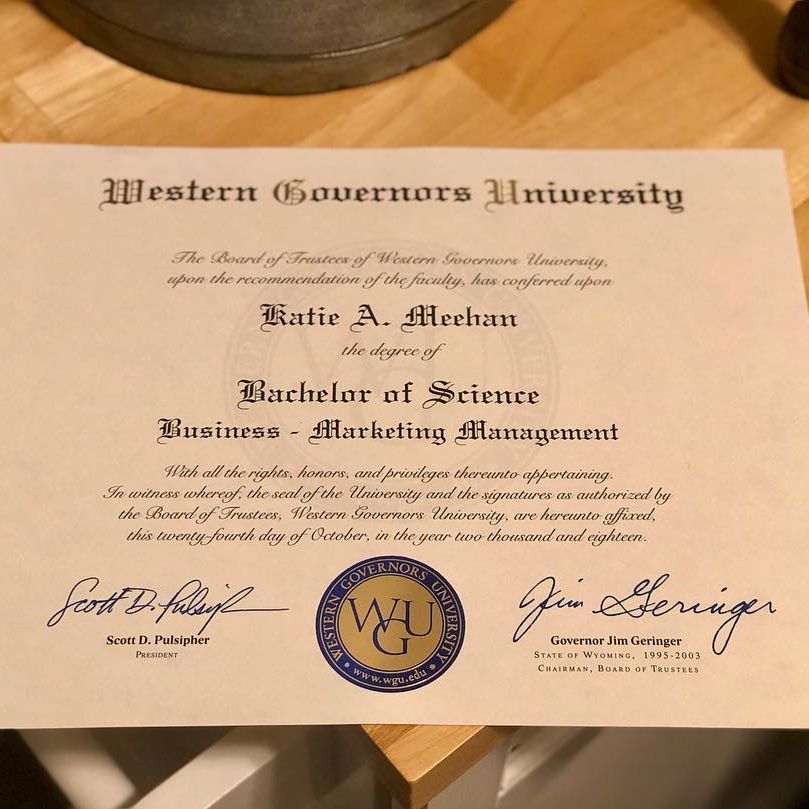 Western Governors University
The Board of Trustees of Western Governors University,
upon the recommendation of the faculty, has conferred upon
Katie A. Meehan
the degree of
Bachelor of Science
Business - Marketing Management
With all the rights, honors, and privileges thereunto appertaining.
In witness whereof, the seal of the University and the signatures as authorized by
the Board of Trustees, Western Governors University, are hereunto affixed,
this twenty-fourth day of October, in the year two thousand and eighteen.
Scott D. Pulsipher
Scott D. Pulsipher
PRESIDENT
WESTERN GOVERNORS UNIVERSITY
WGU
www.wgu.edu
Jim Geringer
Governor Jim Geringer
STATE OF WYOMING, 1995-2003
CHAIRMAN, BOARD OF TRUSTEES